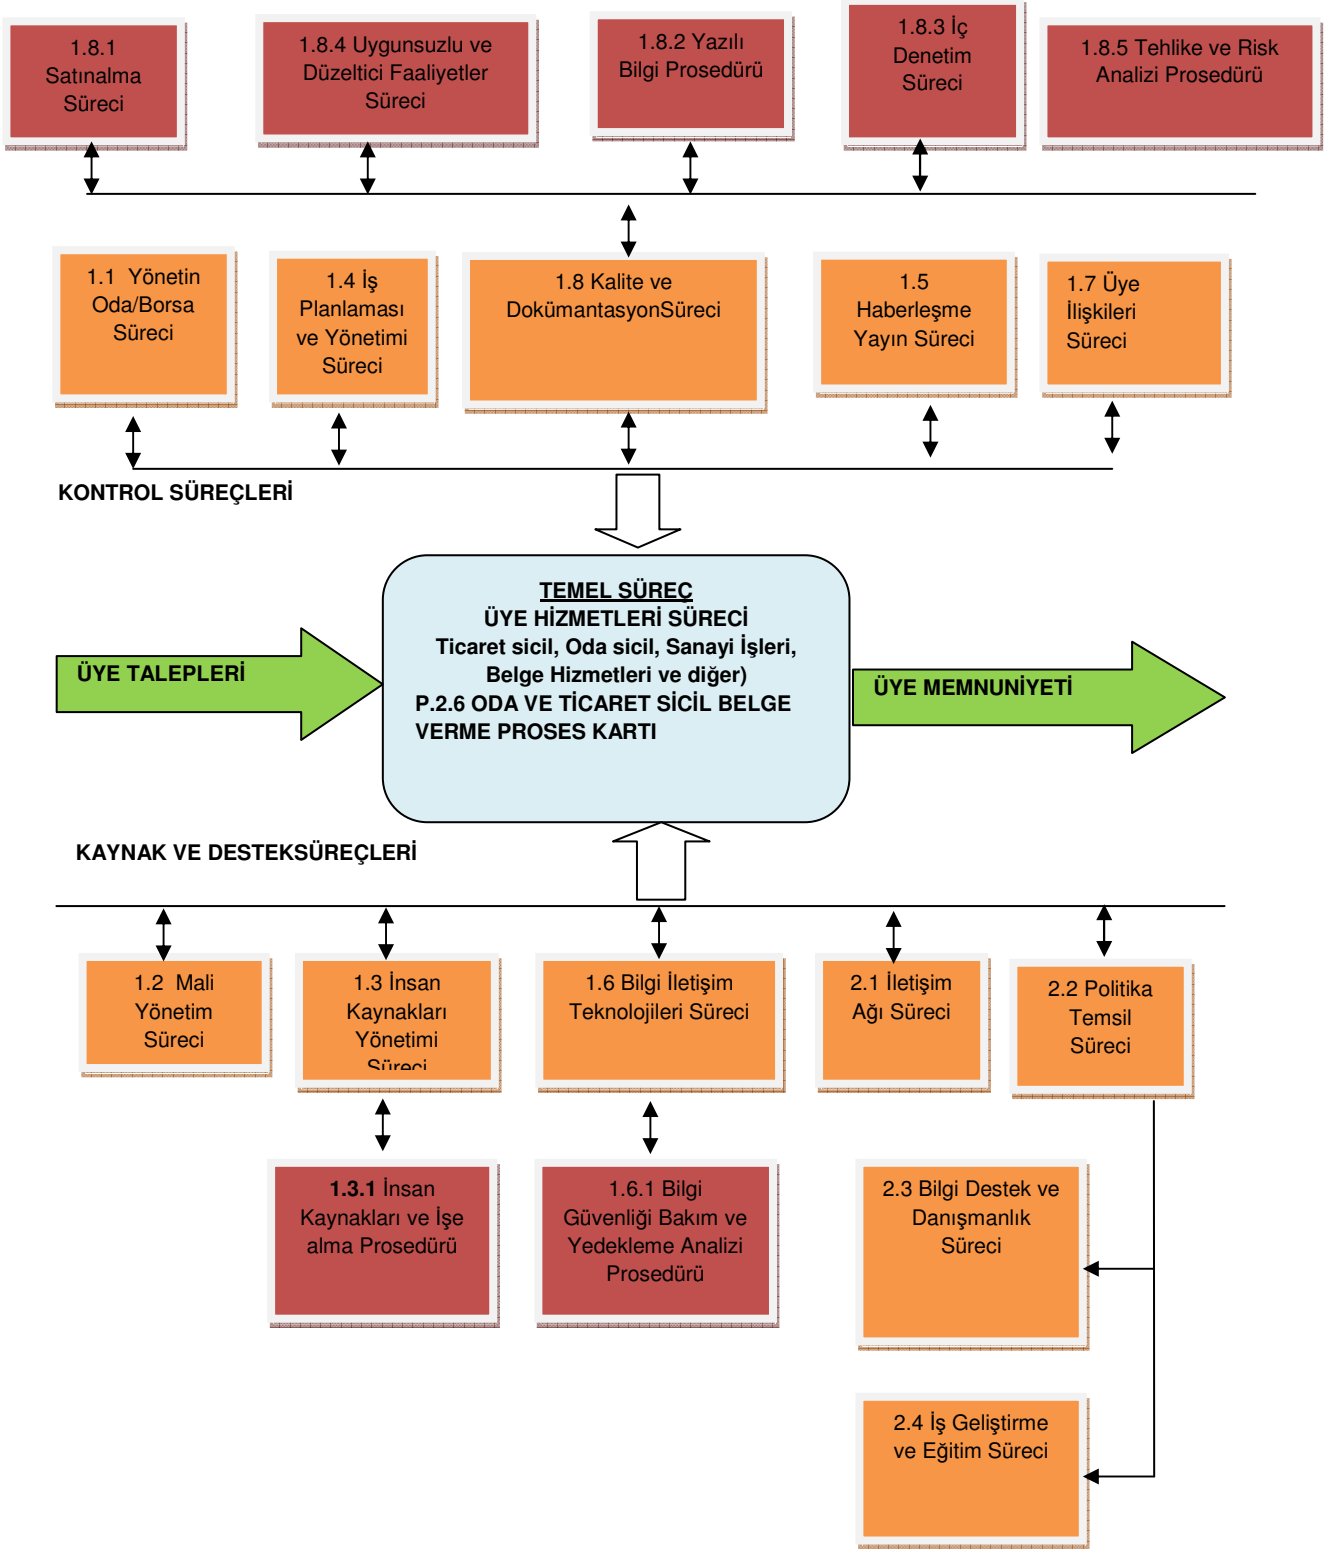 1.8.1
Satınalma
Süreci
1.8.4 Uygunsuzlu ve
Düzeltici Faaliyetler
Süreci
1.8.2 Yazılı
Bilgi Prosedürü
1.8.3 İç
Denetim
Süreci
1.8.5 Tehlike ve Risk
Analizi Prosedürü
1.1 Yönetin
Oda/Borsa
Süreci
1.4 İş
Planlaması
ve Yönetimi
Süreci
1.8 Kalite ve
DokümantasyonSüreci
1.5
Haberleşme
Yayın Süreci
1.7 Üye
İlişkileri
Süreci
KONTROL SÜREÇLERİ
TEMEL SÜREÇ
ÜYE HİZMETLERİ SÜRECİ
Ticaret sicil, Oda sicil, Sanayi İşleri,
Belge Hizmetleri ve diğer)
P.2.6 ODA VE TİCARET SİCİL BELGE
VERME PROSES KARTI
ÜYE TALEPLERİ
ÜYE MEMNUNİYETİ
KAYNAK VE DESTEKSÜREÇLERİ
1.2 Mali
Yönetim
Süreci
1.3 İnsan
Kaynakları
Yönetimi
Süreci
1.6 Bilgi İletişim
Teknolojileri Süreci
2.1 İletişim
Ağı Süreci
2.2 Politika
Temsil
Süreci
1.3.1 İnsan
Kaynakları ve İşe
alma Prosedürü
1.6.1 Bilgi
Güvenliği Bakım ve
Yedekleme Analizi
Prosedürü
2.3 Bilgi Destek ve
Danışmanlık
Süreci
2.4 İş Geliştirme
ve Eğitim Süreci